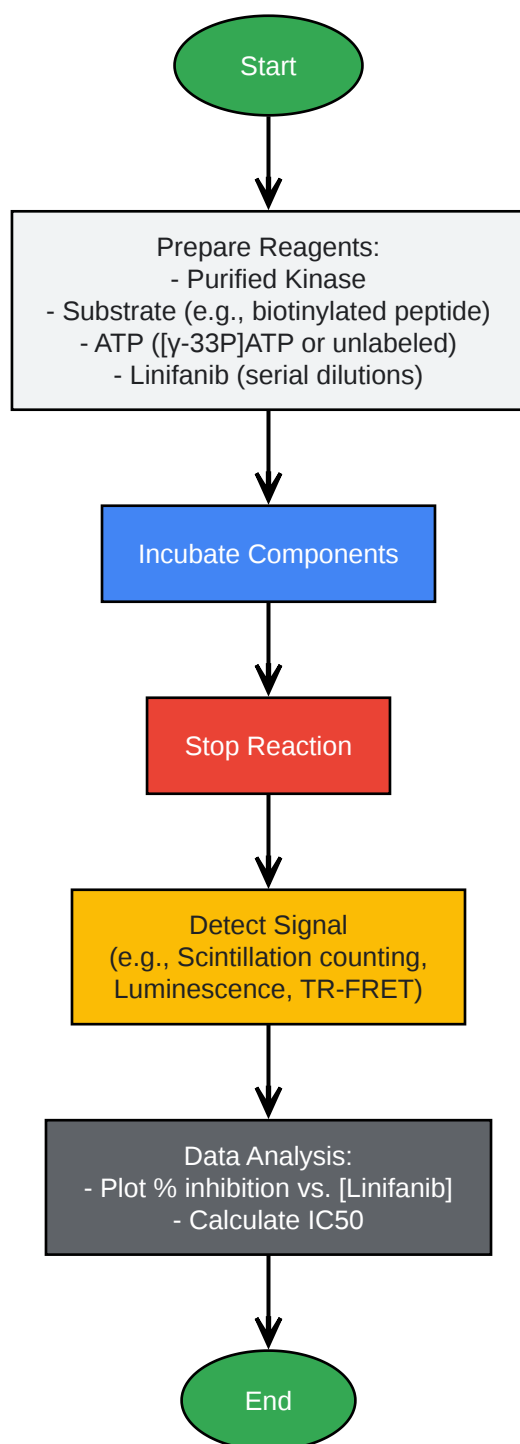 Start
Prepare Reagents:
- Purified Kinase
- Substrate (e.g., biotinylated peptide)
- ATP ([γ-33P]ATP or unlabeled)
- Linifanib (serial dilutions)
Incubate Components
Stop Reaction
Detect Signal
(e.g., Scintillation counting,
Luminescence, TR-FRET)
Data Analysis:
- Plot % inhibition vs. [Linifanib]
- Calculate IC50
End